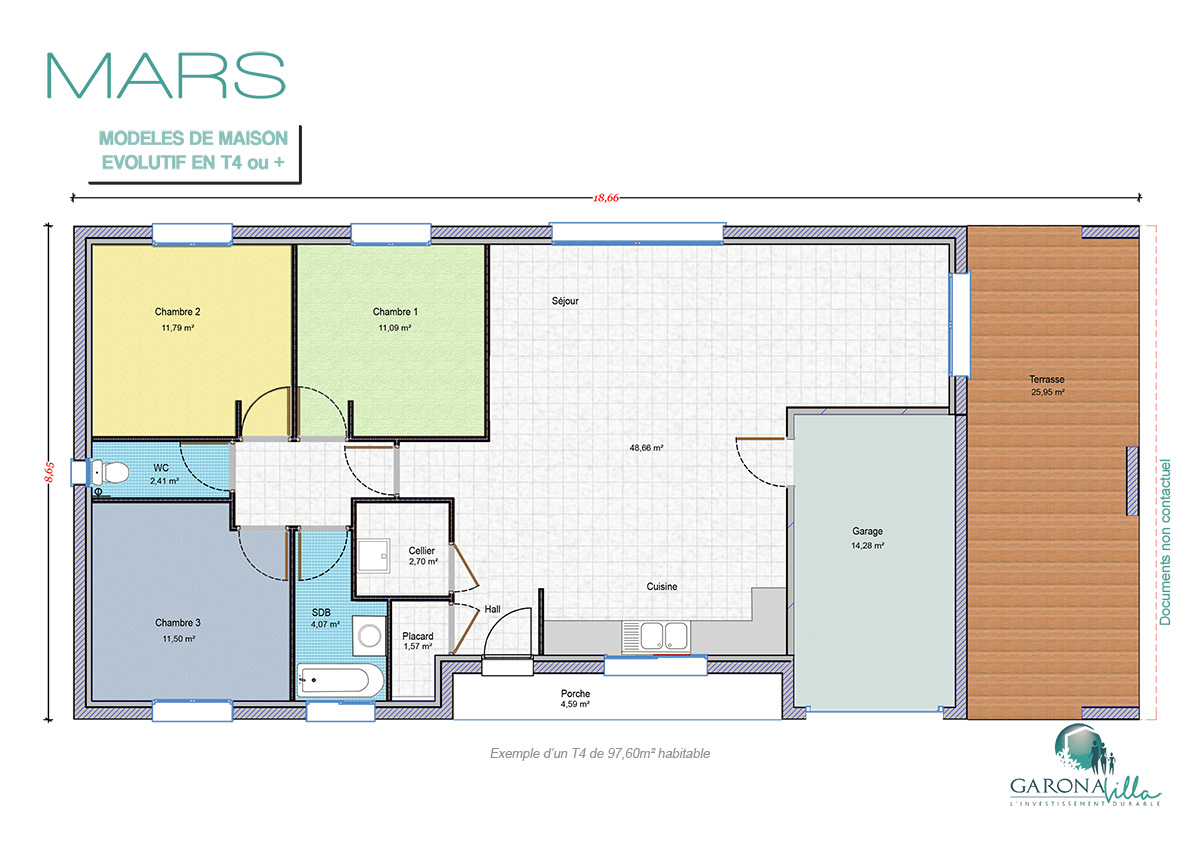 MARS
MODELES DE MAISON
EVOLUTIF EN T4 ou +
18,66
8,65
Chambre 2
11,79 m²
Chambre 1
11,09 m²
Séjour
Terrasse
25,95 m²
48,66 m²
WC
2,41 m²
Garage
14,28 m²
Cellier
2,70 m²
Cuisine
Hall
SDB
4,07 m²
Chambre 3
11,50 m²
Placard
1,57 m²
Porche
4,59 m²
Documents non contactuel
Exemple d'un T4 de 97,60m² habitable
GARONA Villa
L'INVESTISSEMENT DURABLE